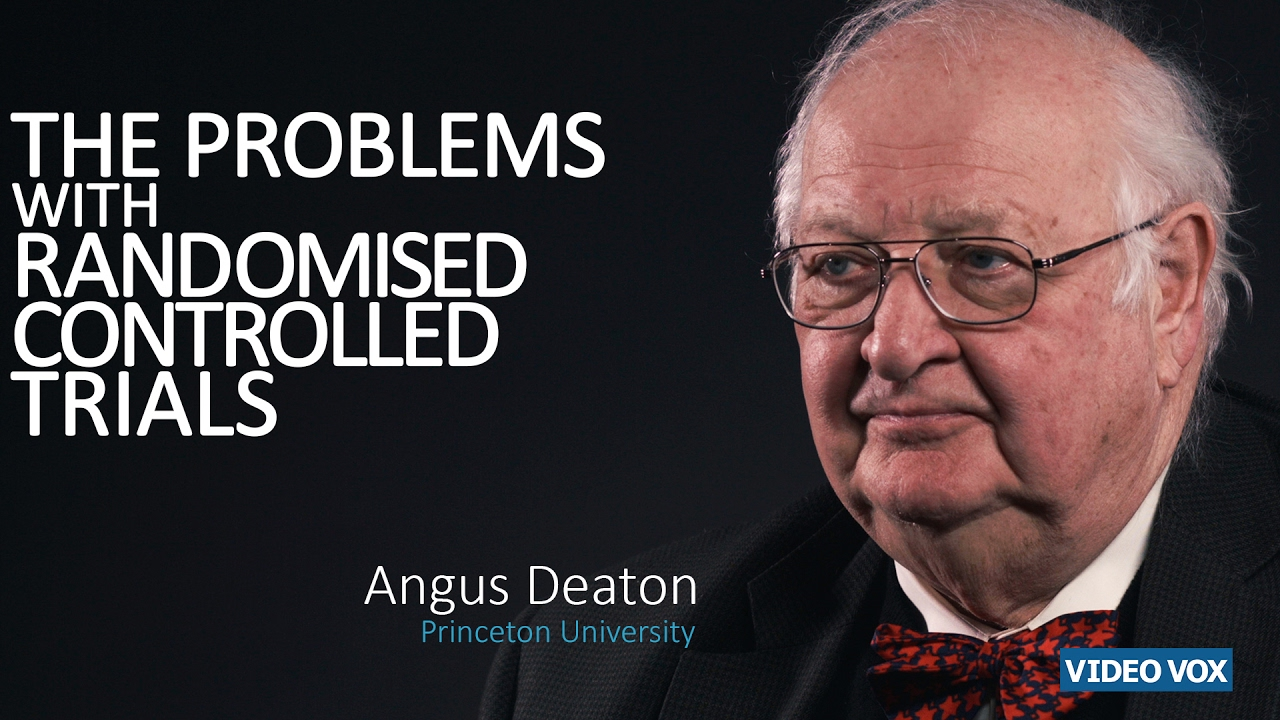 THE PROBLEMS
WITH
RANDOMISED
CONTROLLED
TRIALS
Angus Deaton
Princeton University
VIDEO VOX